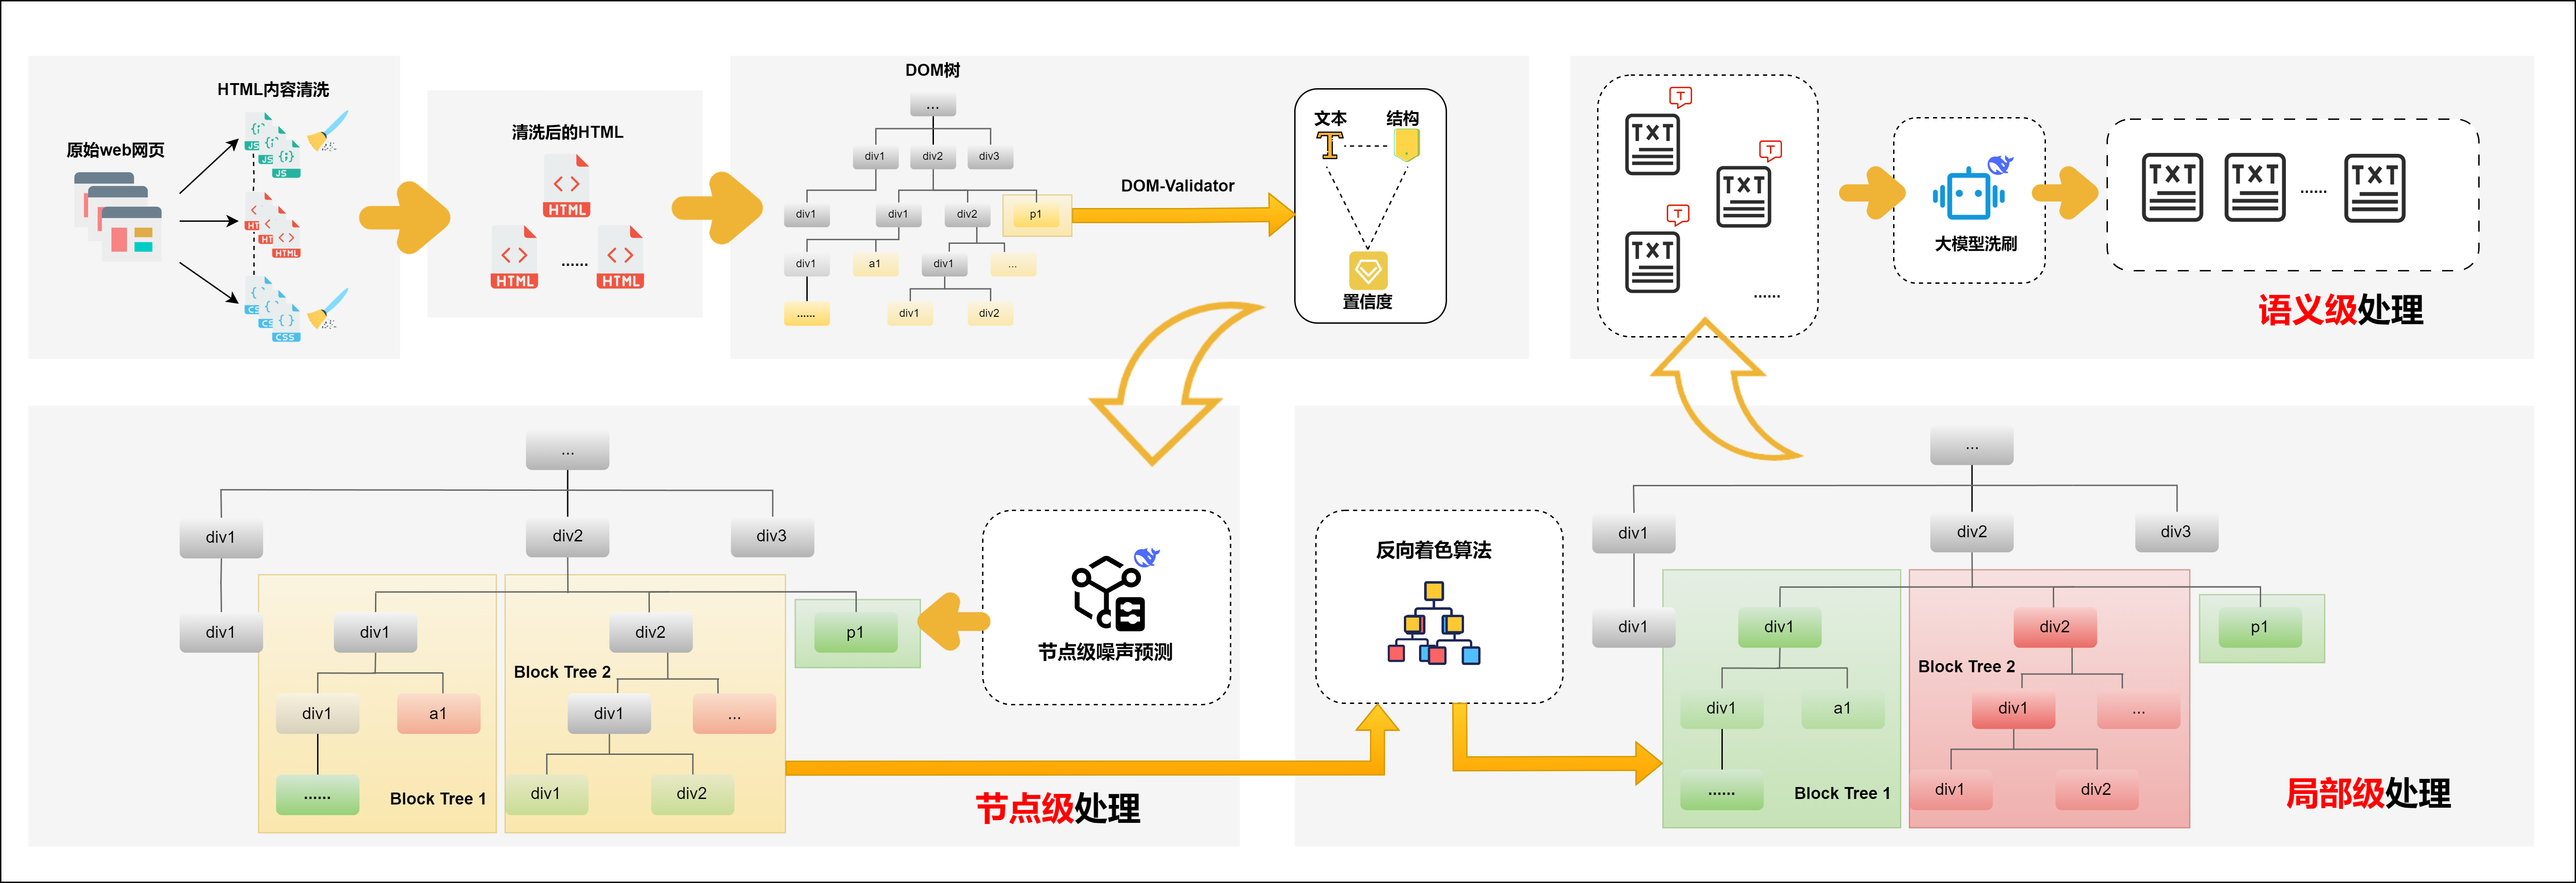 原始web网页
HTML内容清洗
JS
JS
JS
HT
HT
HTML
CS
CS
CSS
清洗后的HTML
HTML
HTML
......
HTML
DOM树
...
div1
div2
div3
div1
div1
div2
p1
div1
a1
div1
...
......
div1
div2
DOM-Validator
文本
结构
T
置信度
T
TXT
T
TXT
T
TXT
......
大模型洗刷
TXT
TXT
......
TXT
语义级处理
...
div1
div2
div3
div1
div1
div2
p1
Block Tree 2
div1
a1
div1
...
......
Block Tree 1
div1
div2
节点级噪声预测
节点级处理
反向着色算法
...
div1
div2
div3
div1
div1
div2
p1
Block Tree 2
div1
a1
div1
...
......
Block Tree 1
div1
div2
局部级处理